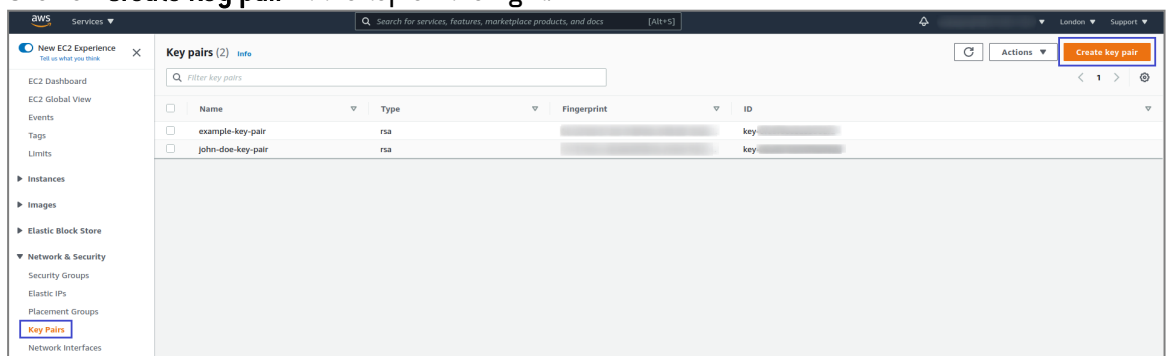 aws Services ▼ Search for services, features, marketplace products, and docs [Alt+S] London ▼ Support ▼
New EC2 Experience
Tell us what you think
Key pairs (2) Info
Actions ▼ Create key pair
Filter key pairs
1
EC2 Dashboard
EC2 Global View
Events
Tags
Limits
Name Type Fingerprint ID
example-key-pair rsa key-
john-doe-key-pair rsa key-
Instances
Images
Elastic Block Store
Network & Security
Security Groups
Elastic IPs
Placement Groups
Key Pairs
Network Interfaces